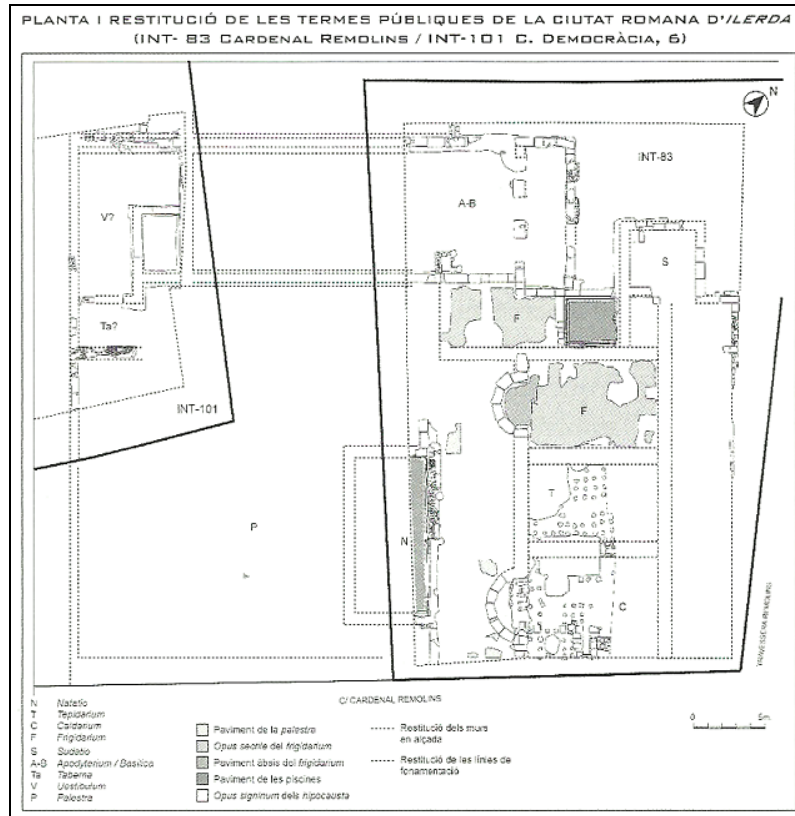 PLANTA I RESTITUCIÓ DE LES TERMES PÚBLIQUES DE LA CIUTAT ROMANA D'ILERDA
(INT- 83 CARDENAL REMOLINS / INT-101 C. DEMOCRÀCIA, 6)
N
INT-83
A-B
V?
S
F
Ta?
F
INT-101
T
P
N
C
TRAVESSERA REMOLINS
C/ CARDENAL REMOLINS
N Natatio
T Tepidarium
C Caldarium
F Frigidarium
S Sudatio
A-B Apodyterium / Basilica
Ta Taberna
V Vestibulum
P Palestra
Paviment de la palestra
Opus sectile del frigidarium
Paviment àbsis del frigidarium
Paviment de les piscines
Opus signinum dels hipocausta
Restitució dels murs
en alçada
Restitució de les línies de
fonamentació
0 5m